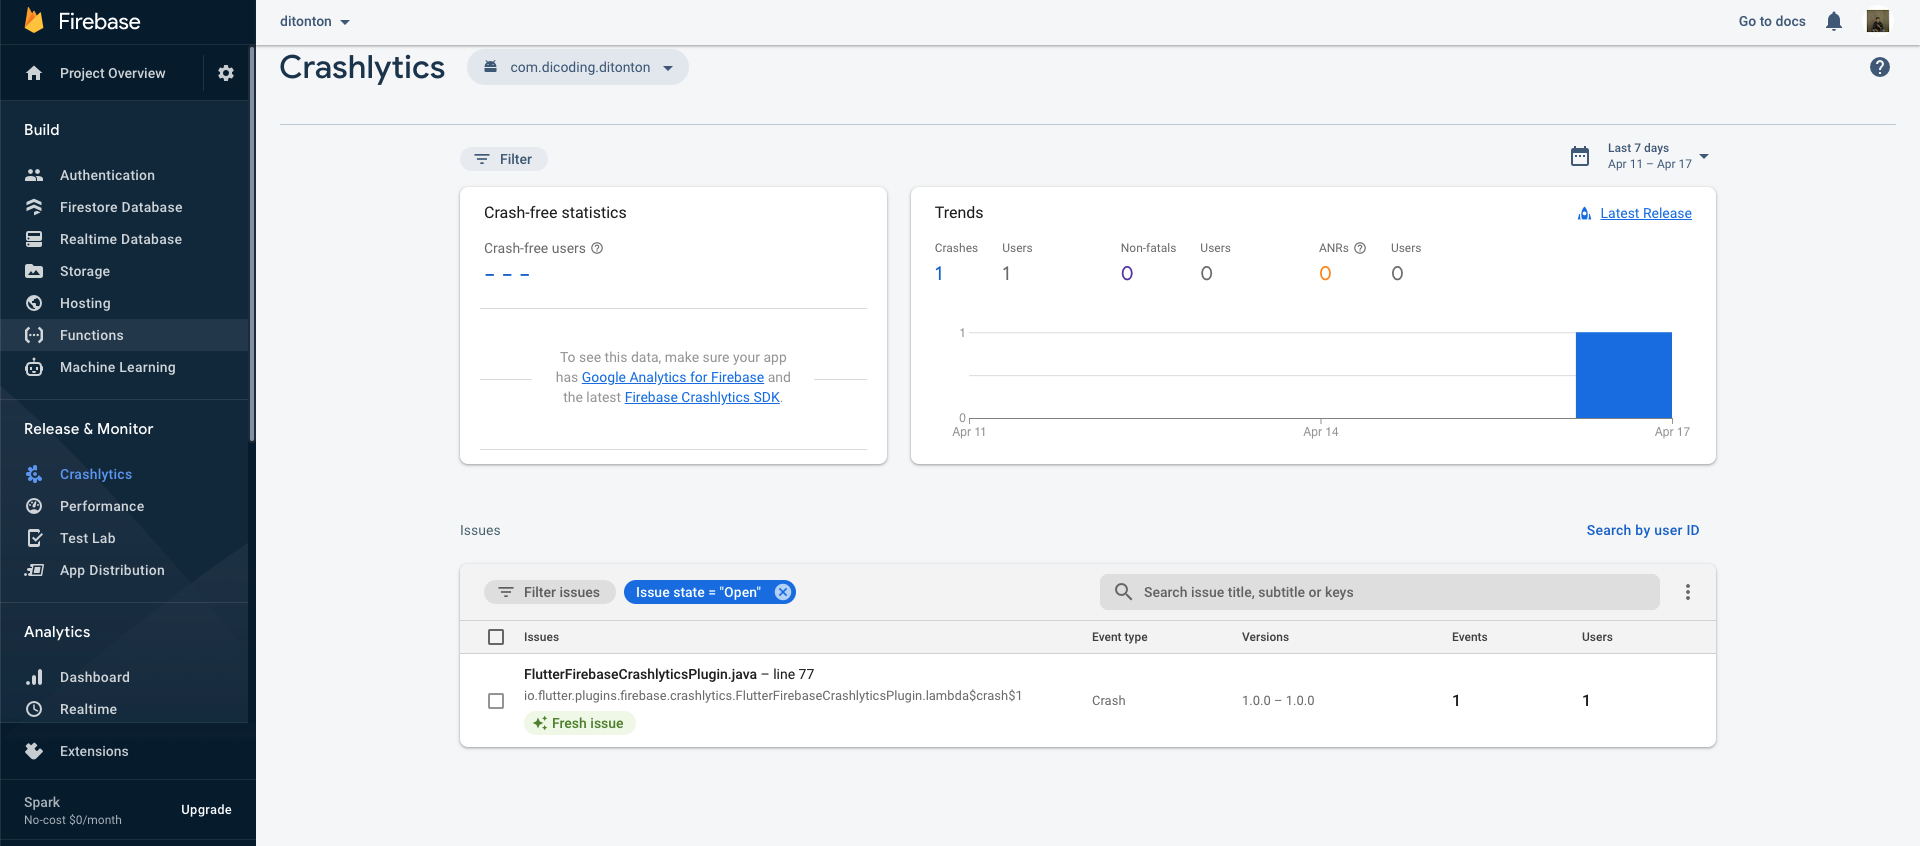 Firebase
Project Overview
Build
Authentication
Firestore Database
Realtime Database
Storage
Hosting
Functions
Machine Learning
Release & Monitor
Crashlytics
Performance
Test Lab
App Distribution
Analytics
Dashboard
Realtime
Extensions
Spark
No-cost $0/month
Upgrade
ditonton
Go to docs
Crashlytics
com.dicoding.ditonton
Filter
Last 7 days
Apr 11 – Apr 17
Crash-free statistics
Crash-free users
– – –
To see this data, make sure your app
has Google Analytics for Firebase and
the latest Firebase Crashlytics SDK.
Trends
Latest Release
Crashes Users Non-fatals Users ANRs Users
1 1 0 0 0 0
1
0
Apr 11 Apr 14 Apr 17
Issues
Search by user ID
Filter issues
Issue state = "Open"
Search issue title, subtitle or keys
Issues Event type Versions Events Users
FlutterFirebaseCrashlyticsPlugin.java – line 77
io.flutter.plugins.firebase.crashlytics.FlutterFirebaseCrashlyticsPlugin.lambda$crash$1
Fresh issue
Crash 1.0.0 – 1.0.0 1 1